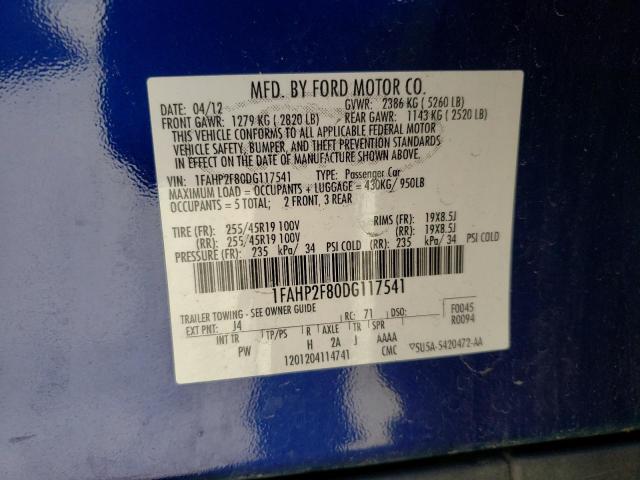 MFD. BY FORD MOTOR CO.
DATE: 04/12 GVWR: 2386 KG ( 5260 LB)
FRONT GAWR: 1279 KG ( 2820 LB) REAR GAWR: 1143 KG ( 2520 LB)
THIS VEHICLE CONFORMS TO ALL APPLICABLE FEDERAL MOTOR
VEHICLE SAFETY, BUMPER, AND THEFT PREVENTION STANDARDS
IN EFFECT ON THE DATE OF MANUFACTURE SHOWN ABOVE.
VIN: 1FAHP2F80DG117541 TYPE: Passenger Car
MAXIMUM LOAD = OCCUPANTS + LUGGAGE = 430KG/ 950LB
OCCUPANTS = 5 TOTAL; 2 FRONT, 3 REAR
TIRE (FR): 255/45R19 100V RIMS (FR): 19X8.5J
(RR): 255/45R19 100V (RR): 19X8.5J
PRESSURE (FR): 235 kPa/ 34 PSI COLD (RR): 235 kPa/ 34 PSI COLD
1FAHP2F80DG117541
TRAILER TOWING - SEE OWNER GUIDE
EXT PNT: J4 RC: 71 DSO: F0045
R0094
INT TR TP/PS R AXLE TR SPR
PW H 2A J AAAA
1201204114741 CMC 5U5A-5420472-AA